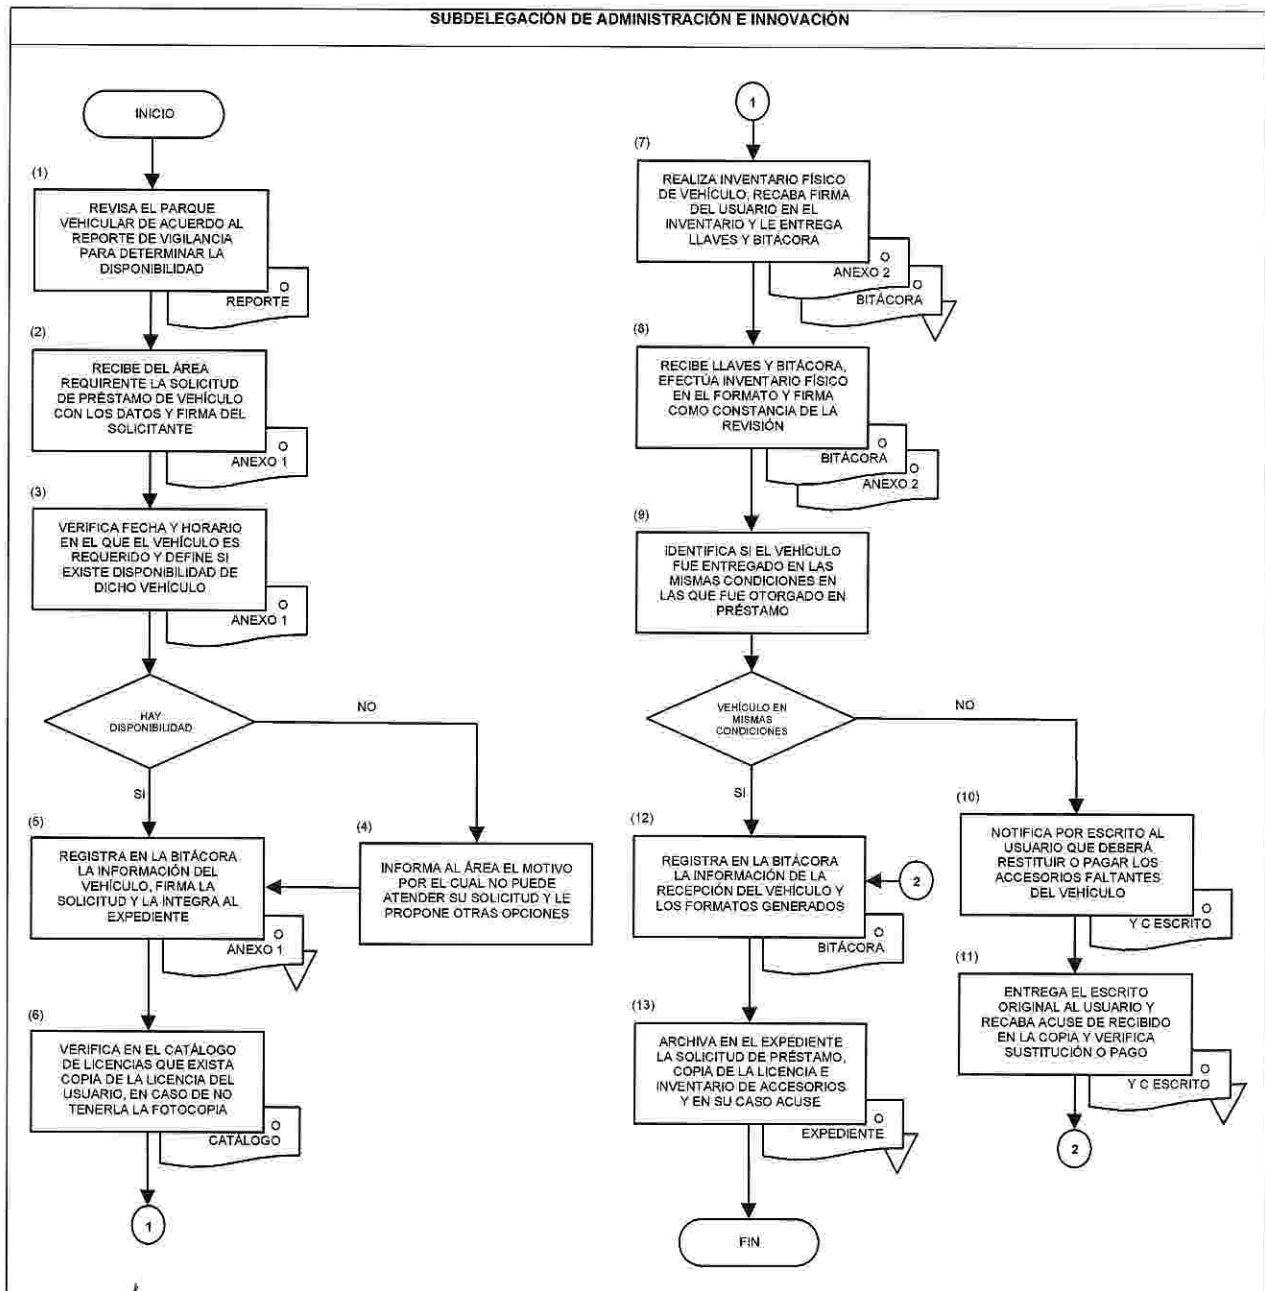 SUBDELEGACIÓN DE ADMINISTRACIÓN E INNOVACIÓN
INICIO
(1)
REVISA EL PARQUE
VEHICULAR DE ACUERDO AL
REPORTE DE VIGILANCIA
PARA DETERMINAR LA
DISPONIBILIDAD
O
REPORTE
(2)
RECIBE DEL ÁREA
REQUIRENTE LA SOLICITUD
DE PRÉSTAMO DE VEHÍCULO
CON LOS DATOS Y FIRMA DEL
SOLICITANTE
O
ANEXO 1
(3)
VERIFICA FECHA Y HORARIO
EN EL QUE EL VEHÍCULO ES
REQUERIDO Y DEFINE SI
EXISTE DISPONIBILIDAD DE
DICHO VEHÍCULO
O
ANEXO 1
HAY
DISPONIBILIDAD
NO
SI
(4)
INFORMA AL ÁREA EL MOTIVO
POR EL CUAL NO PUEDE
ATENDER SU SOLICITUD Y LE
PROPONE OTRAS OPCIONES
(5)
REGISTRA EN LA BITÁCORA
LA INFORMACIÓN DEL
VEHÍCULO, FIRMA LA
SOLICITUD Y LA INTEGRA AL
EXPEDIENTE
O
ANEXO 1
(6)
VERIFICA EN EL CATÁLOGO
DE LICENCIAS QUE EXISTA
COPIA DE LA LICENCIA DEL
USUARIO, EN CASO DE NO
TENERLA LA FOTOCOPIA
O
CATÁLOGO
1
1
(7)
REALIZA INVENTARIO FÍSICO
DE VEHÍCULO, RECABA FIRMA
DEL USUARIO EN EL
INVENTARIO Y LE ENTREGA
LLAVES Y BITÁCORA
O
ANEXO 2
O
BITÁCORA
(8)
RECIBE LLAVES Y BITÁCORA,
EFECTÚA INVENTARIO FÍSICO
EN EL FORMATO Y FIRMA
COMO CONSTANCIA DE LA
REVISIÓN
O
BITÁCORA
O
ANEXO 2
(9)
IDENTIFICA SI EL VEHÍCULO
FUE ENTREGADO EN LAS
MISMAS CONDICIONES EN
LAS QUE FUE OTORGADO EN
PRÉSTAMO
VEHÍCULO EN
MISMAS
CONDICIONES
NO
SI
(10)
NOTIFICA POR ESCRITO AL
USUARIO QUE DEBERÁ
RESTITUIR O PAGAR LOS
ACCESORIOS FALTANTES
DEL VEHÍCULO
O
Y C ESCRITO
(11)
ENTREGA EL ESCRITO
ORIGINAL AL USUARIO Y
RECABA ACUSE DE RECIBIDO
EN LA COPIA Y VERIFICA
SUSTITUCIÓN O PAGO
O
Y C ESCRITO
2
(12)
REGISTRA EN LA BITÁCORA
LA INFORMACIÓN DE LA
RECEPCIÓN DEL VEHÍCULO Y
LOS FORMATOS GENERADOS
2
O
BITÁCORA
(13)
ARCHIVA EN EL EXPEDIENTE
LA SOLICITUD DE PRÉSTAMO,
COPIA DE LA LICENCIA E
INVENTARIO DE ACCESORIOS
Y EN SU CASO ACUSE
O
EXPEDIENTE
FIN